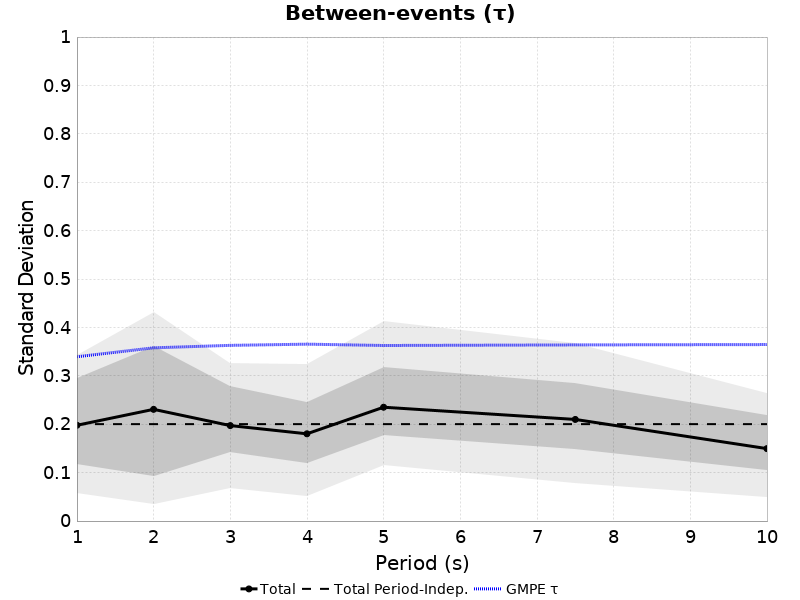 Between-events (τ)
Standard Deviation
1
0.9
0.8
0.7
0.6
0.5
0.4
0.3
0.2
0.1
0
1 2 3 4 5 6 7 8 9 10
Period (s)
Total Total Period-Indep. GMPE τ